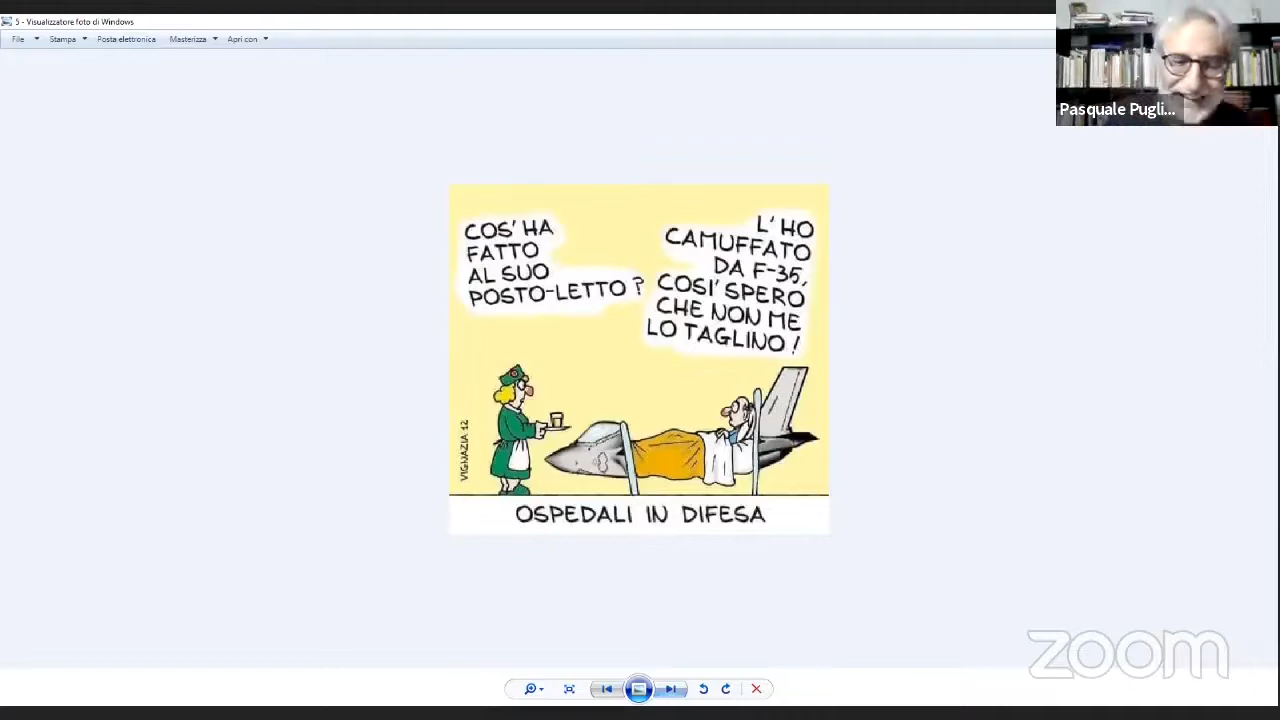 5 - Visualizzatore foto di Windows
File Stampa Posta elettronica Masterizza Apri con
Pasquale Pugli...
COS' HA
FATTO
AL SUO
POSTO-LETTO ?
L' HO
CAMUFFATO
DA F-35,
COSI' SPERO
CHE NON ME
LO TAGLINO !
VIGNAZIA 12
OSPEDALI IN DIFESA
zoom